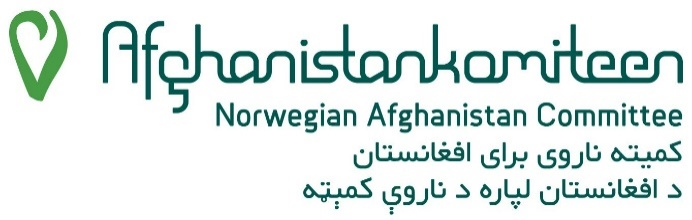 Afghanistankomiteen
Norwegian Afghanistan Committee
کمیته ناروی برای افغانستان
د افغانستان لپاره د ناروې کمېټه